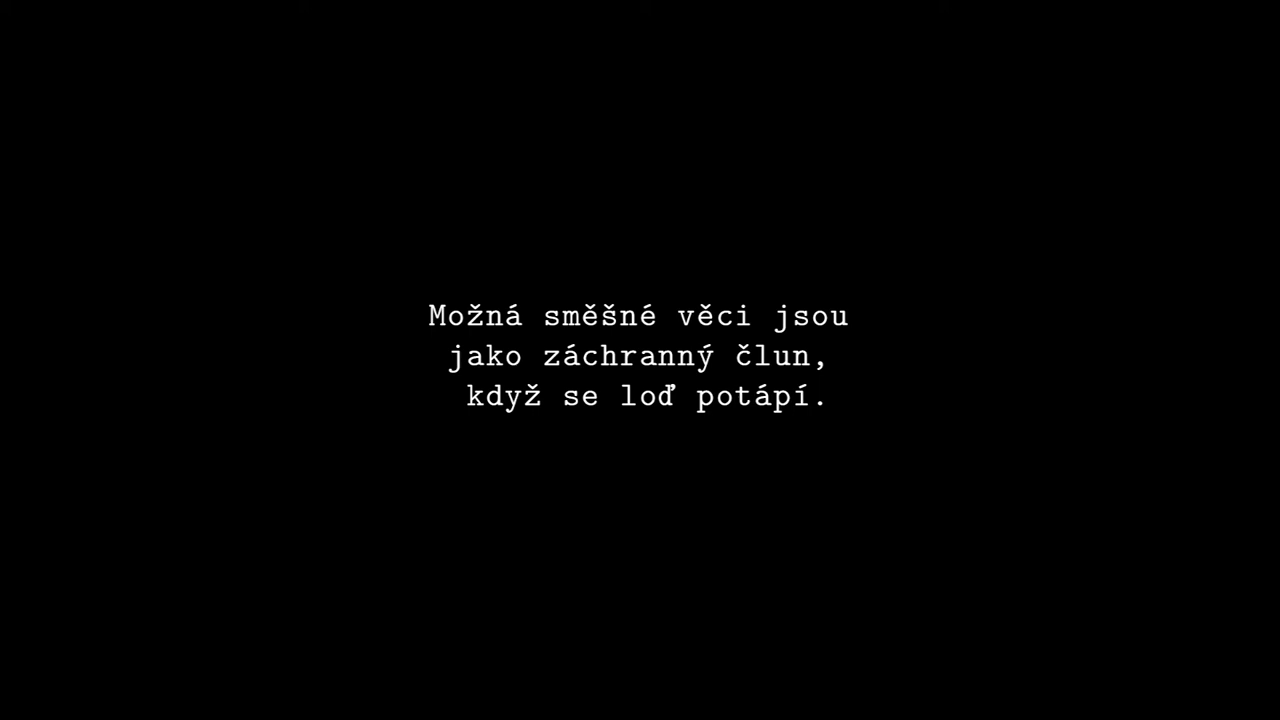 Možná směšné věci jsou
jako záchranný člun,
když se loď potápí.